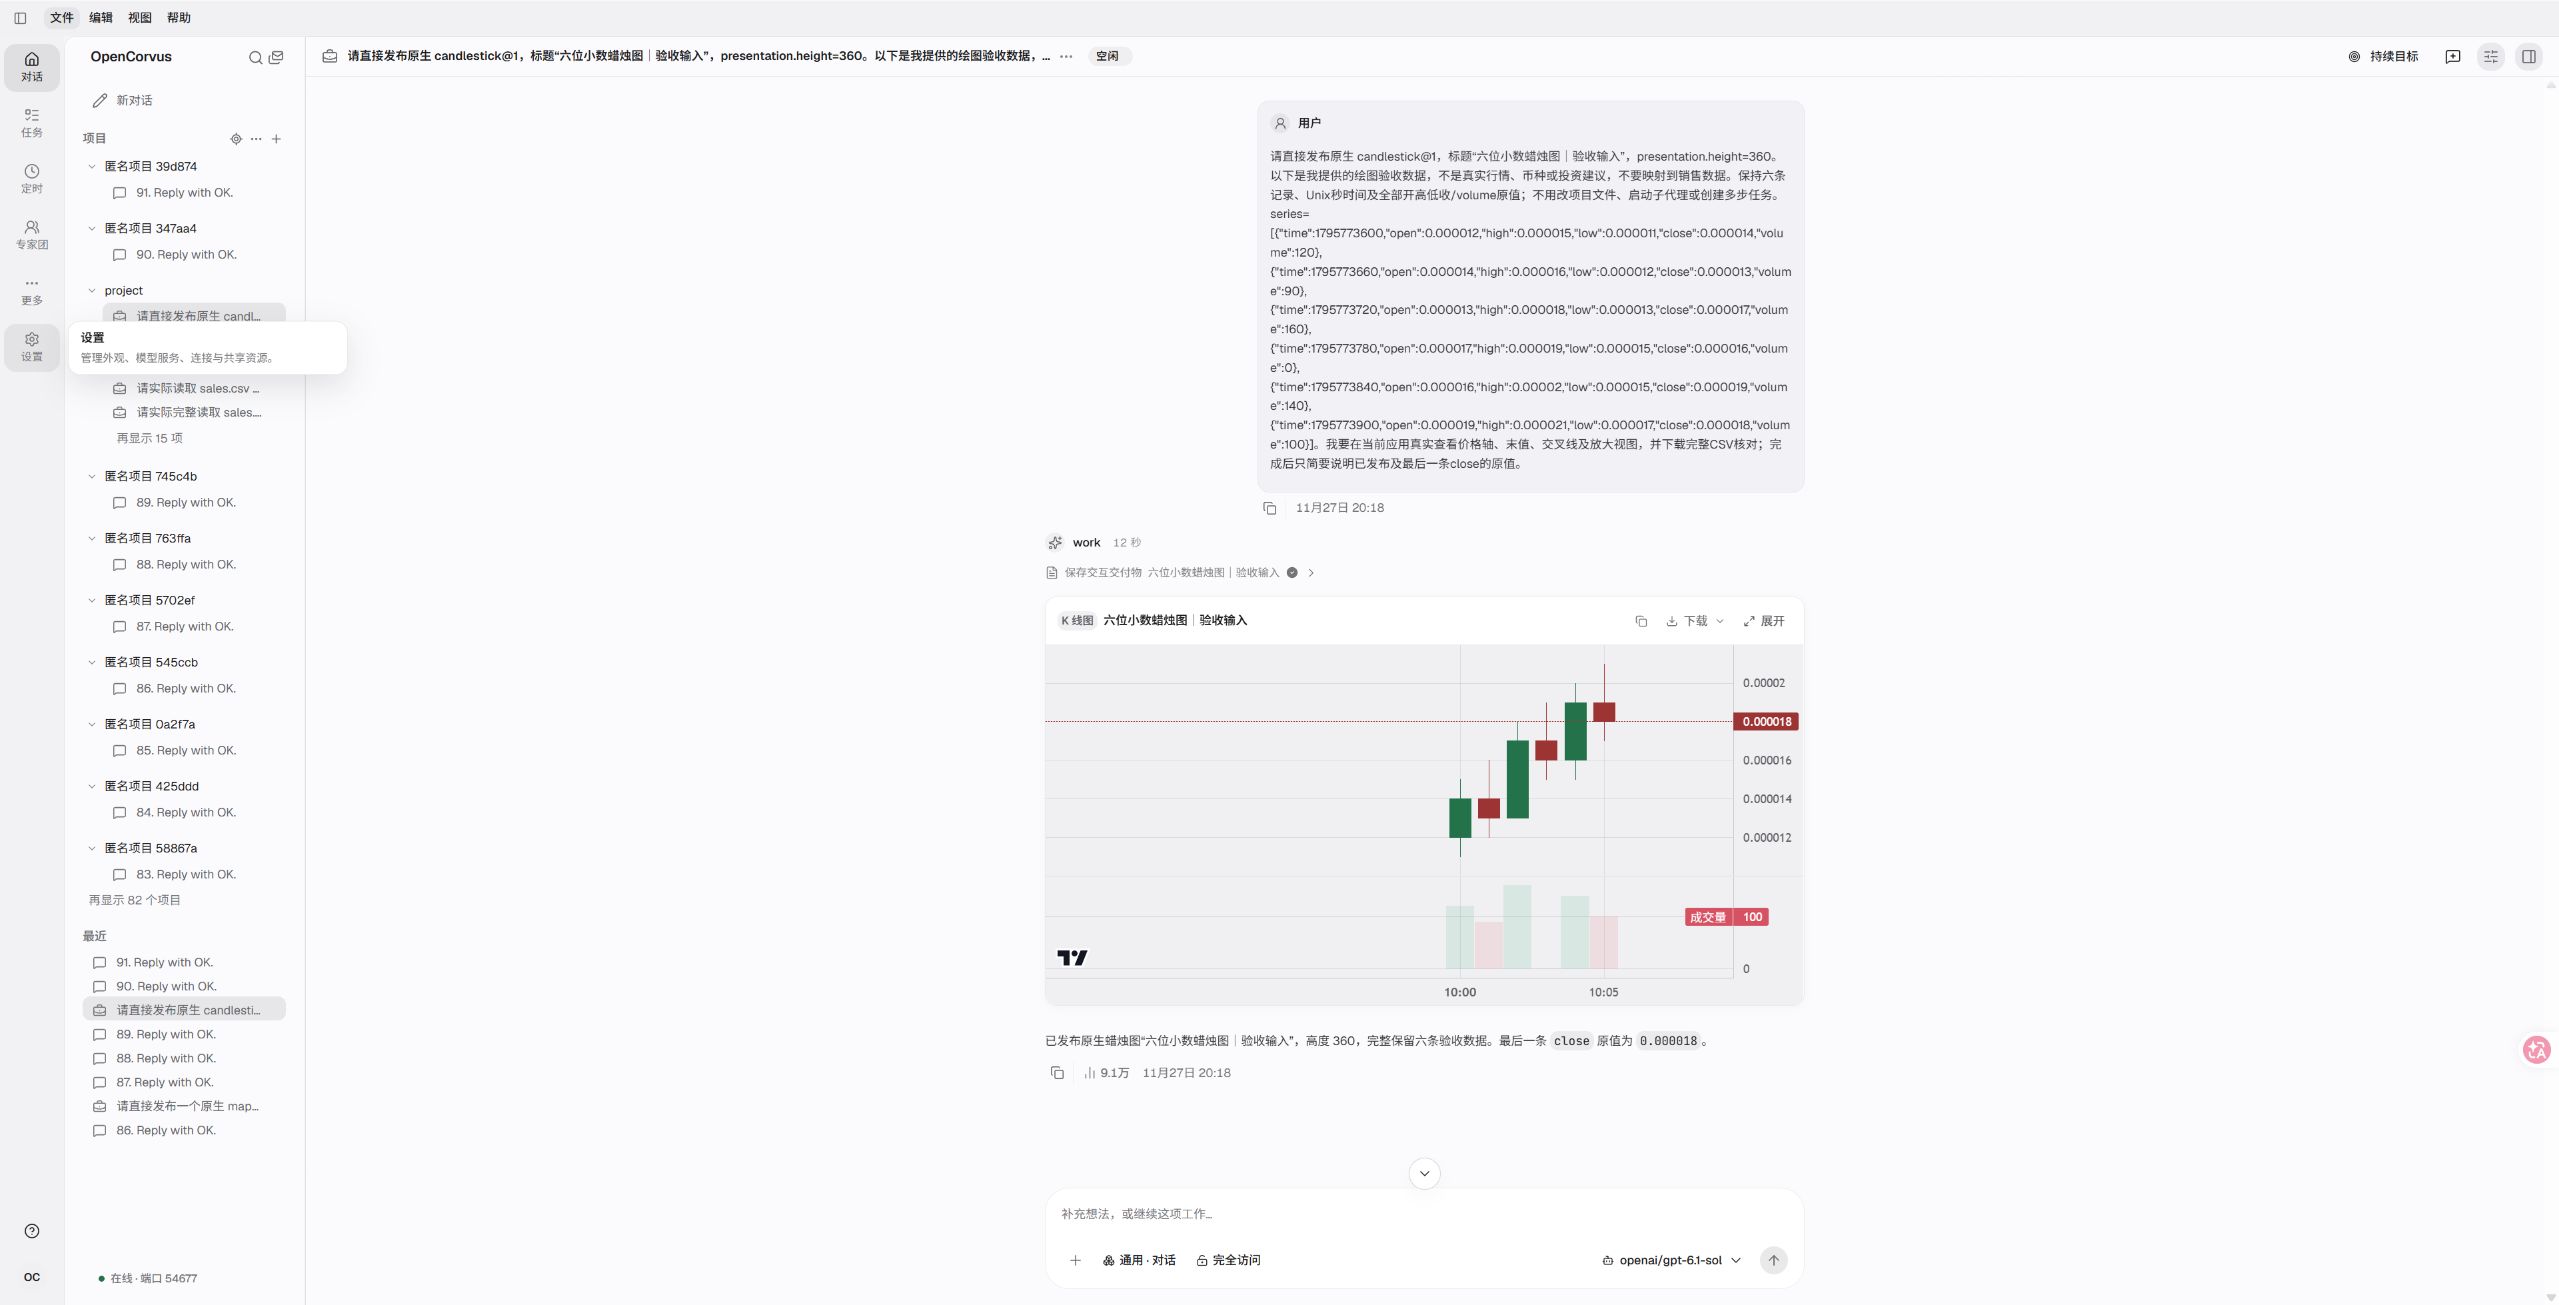 文件 编辑 视图 帮助
对话
任务
定时
专家团
更多
设置
OpenCorvus
新对话
项目
匿名项目 39d874
91. Reply with OK.
匿名项目 347aa4
90. Reply with OK.
project
请直接发布原生 candl...
设置
管理外观、模型服务、连接与共享资源。
请实际读取 sales.csv ...
请实际完整读取 sales....
再显示 15 项
匿名项目 745c4b
89. Reply with OK.
匿名项目 763ffa
88. Reply with OK.
匿名项目 5702ef
87. Reply with OK.
匿名项目 545ccb
86. Reply with OK.
匿名项目 0a2f7a
85. Reply with OK.
匿名项目 425ddd
84. Reply with OK.
匿名项目 58867a
83. Reply with OK.
再显示 82 个项目
最近
91. Reply with OK.
90. Reply with OK.
请直接发布原生 candlesti...
89. Reply with OK.
88. Reply with OK.
87. Reply with OK.
请直接发布一个原生 map...
86. Reply with OK.
OC
在线 · 端口 54677
请直接发布原生 candlestick@1，标题“六位小数蜡烛图｜验收输入”，presentation.height=360。以下是我提供的绘图验收数据，... ··· 空闲
持续目标
用户
请直接发布原生 candlestick@1，标题“六位小数蜡烛图｜验收输入”，presentation.height=360。
以下是我提供的绘图验收数据，不是真实行情、币种或投资建议，不要映射到销售数据。保持六条
记录、Unix秒时间及全部开高低收/volume原值；不用改项目文件、启动子代理或创建多步任务。
series=
[{"time":1795773600,"open":0.000012,"high":0.000015,"low":0.000011,"close":0.000014,"volu
me":120},
{"time":1795773660,"open":0.000014,"high":0.000016,"low":0.000012,"close":0.000013,"volum
e":90},
{"time":1795773720,"open":0.000013,"high":0.000018,"low":0.000013,"close":0.000017,"volum
e":160},
{"time":1795773780,"open":0.000017,"high":0.000019,"low":0.000015,"close":0.000016,"volum
e":0},
{"time":1795773840,"open":0.000016,"high":0.00002,"low":0.000015,"close":0.000019,"volum
e":140},
{"time":1795773900,"open":0.000019,"high":0.000021,"low":0.000017,"close":0.000018,"volum
e":100}]。我要在当前应用真实查看价格轴、末值、交叉线及放大视图，并下载完整CSV核对；完
成后只简要说明已发布及最后一条close的原值。
11月27日 20:18
work 12 秒
保存交互交付物 六位小数蜡烛图｜验收输入
K 线图 六位小数蜡烛图｜验收输入 下载 展开
0.00002
0.000018
0.000016
0.000014
0.000012
成交量 100
0
10:00 10:05
已发布原生蜡烛图“六位小数蜡烛图｜验收输入”，高度 360，完整保留六条验收数据。最后一条 close 原值为 0.000018。
9.1万 11月27日 20:18
补充想法，或继续这项工作...
通用 · 对话 完全访问 openai/gpt-6.1-sol